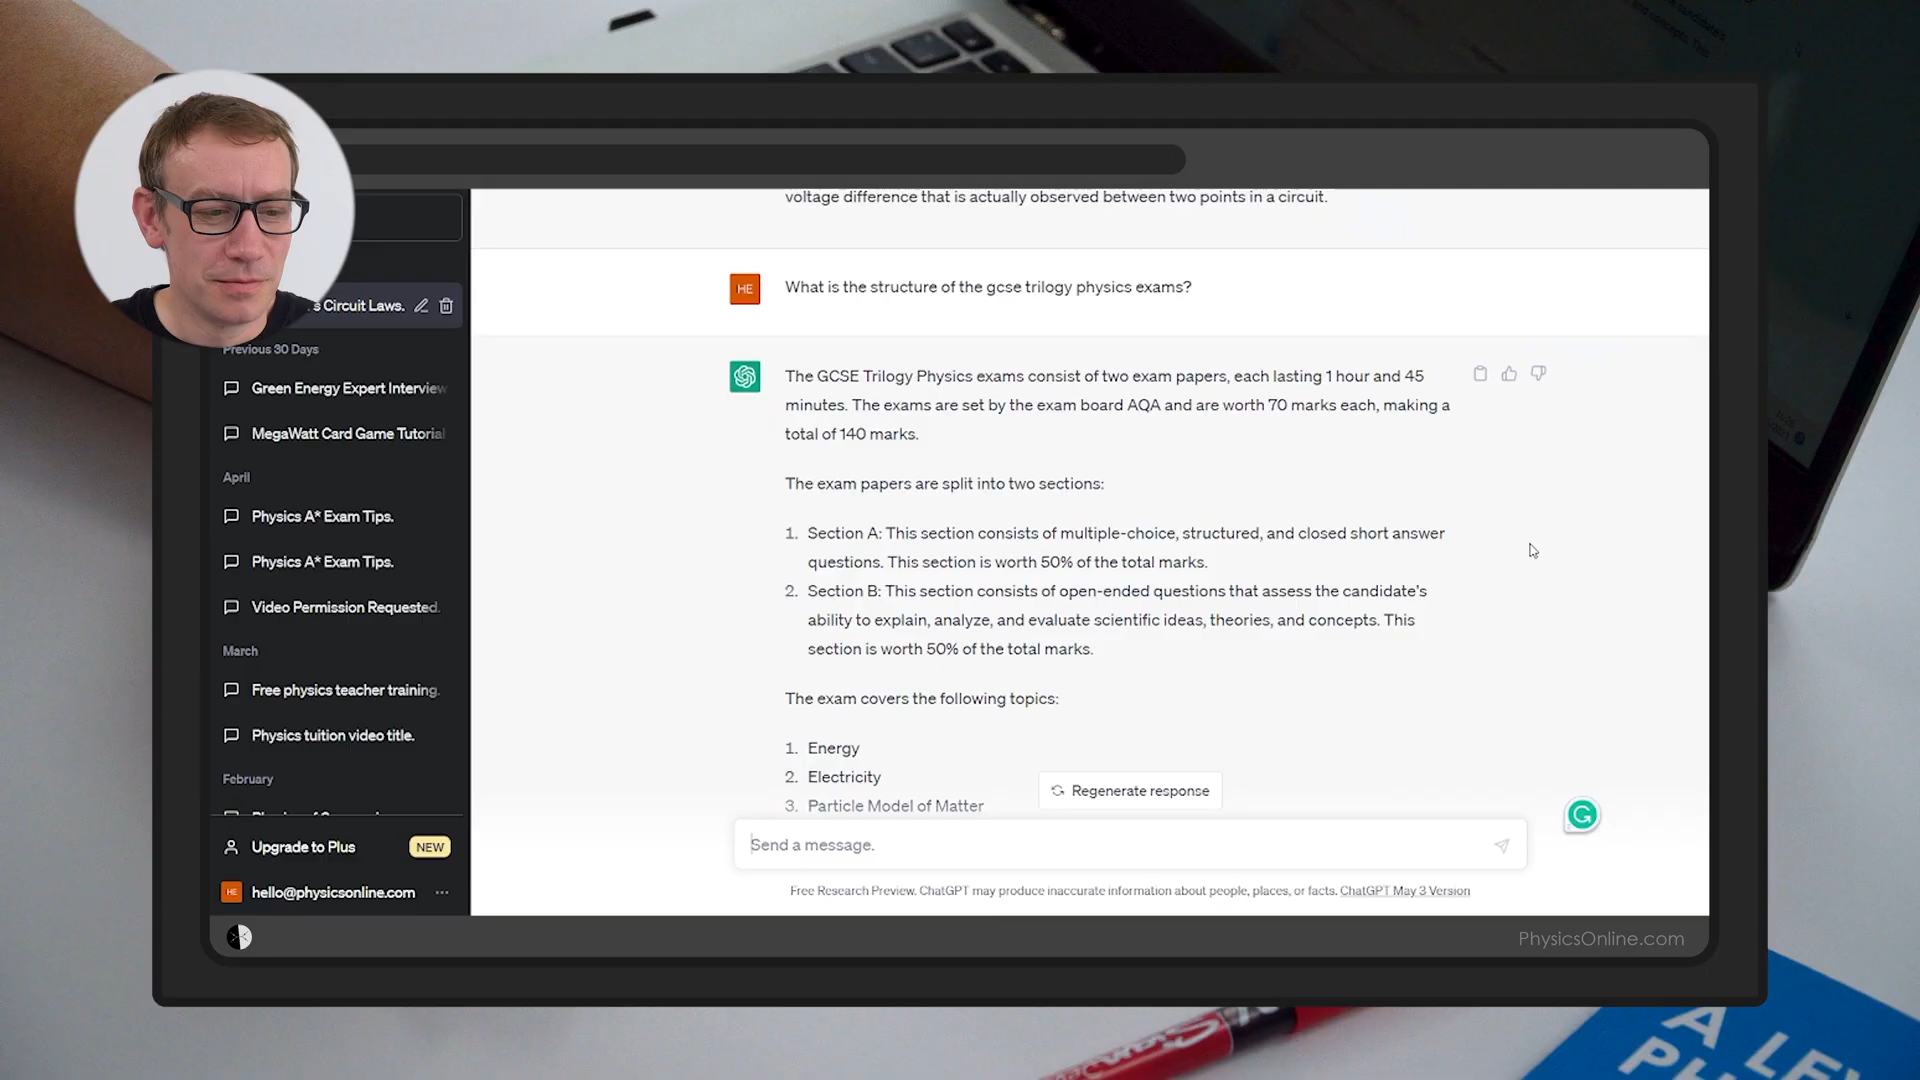 voltage difference that is actually observed between two points in a circuit.
HE
What is the structure of the gcse trilogy physics exams?
The GCSE Trilogy Physics exams consist of two exam papers, each lasting 1 hour and 45
minutes. The exams are set by the exam board AQA and are worth 70 marks each, making a
total of 140 marks.
The exam papers are split into two sections:
1. Section A: This section consists of multiple-choice, structured, and closed short answer
questions. This section is worth 50% of the total marks.
2. Section B: This section consists of open-ended questions that assess the candidate's
ability to explain, analyze, and evaluate scientific ideas, theories, and concepts. This
section is worth 50% of the total marks.
The exam covers the following topics:
1. Energy
2. Electricity
3. Particle Model of Matter
Regenerate response
Send a message.
Free Research Preview. ChatGPT may produce inaccurate information about people, places, or facts. ChatGPT May 3 Version
s Circuit Laws.
Previous 30 Days
Green Energy Expert Interview
MegaWatt Card Game Tutorial
April
Physics A* Exam Tips.
Physics A* Exam Tips.
Video Permission Requested.
March
Free physics teacher training.
Physics tuition video title.
February
Upgrade to Plus NEW
HE hello@physicsonline.com
PhysicsOnline.com
A LEV